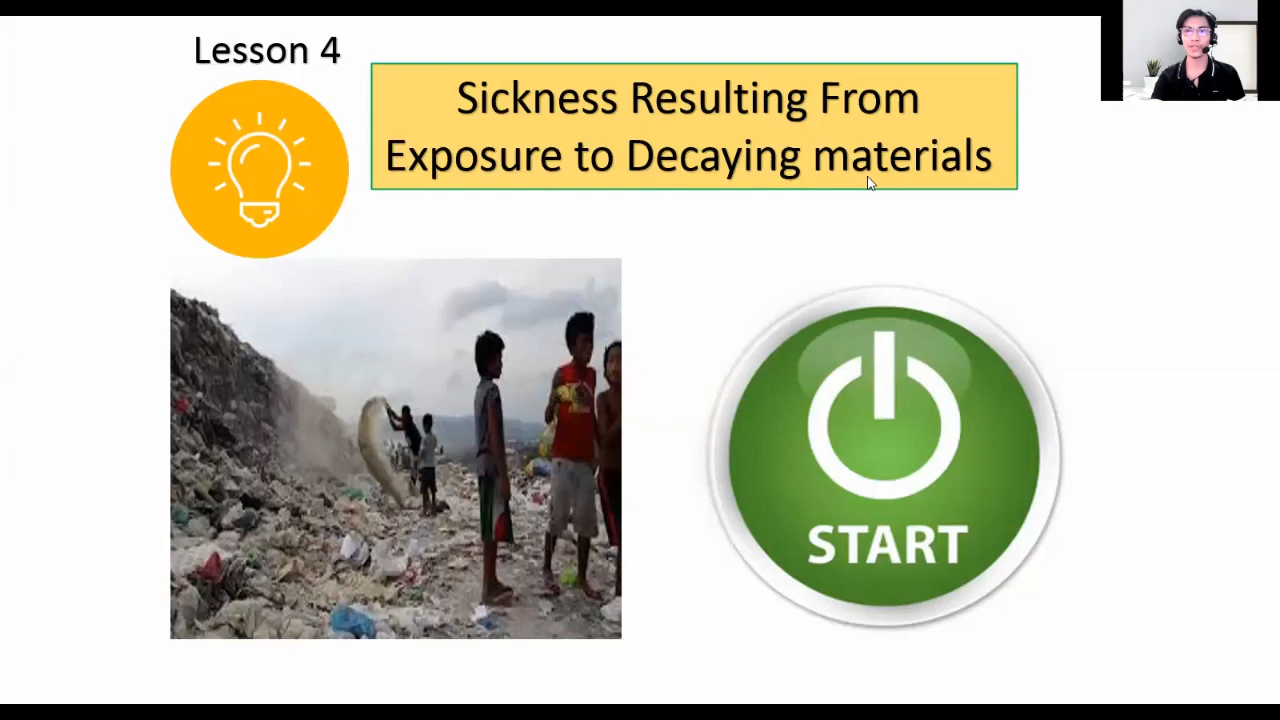 Lesson 4
Sickness Resulting From
Exposure to Decaying materials
START